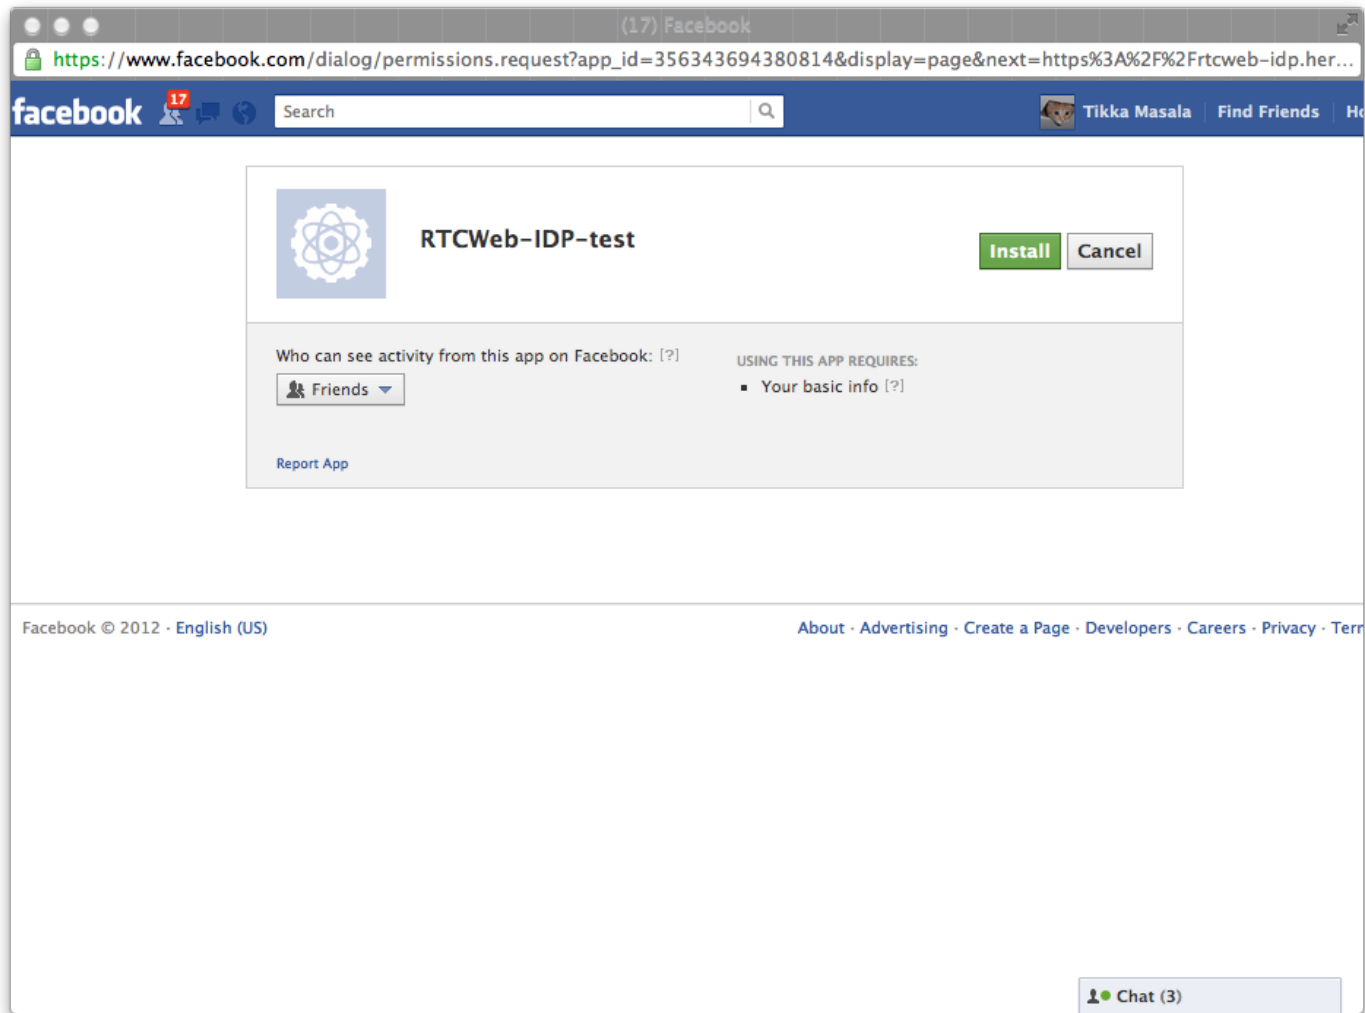 (17) Facebook
https://www.facebook.com/dialog/permissions.request?app_id=356343694380814&display=page&next=https%3A%2F%2Frtcweb-idp.her...
facebook 17 Search Tikka Masala Find Friends Ho
RTCWeb-IDP-test
Install Cancel
Who can see activity from this app on Facebook: [?]
Friends
USING THIS APP REQUIRES:
Your basic info [?]
Report App
Facebook © 2012 · English (US)
About · Advertising · Create a Page · Developers · Careers · Privacy · Terr
Chat (3)